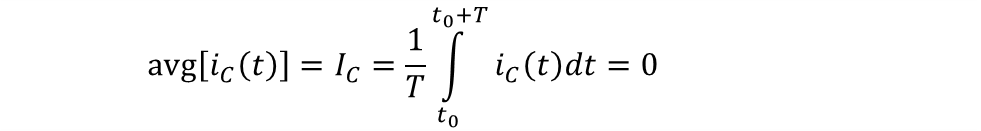 avg[i_C(t)] = I_C = \frac{1}{T} \int_{t_0}^{t_0+T} i_C(t)dt = 0